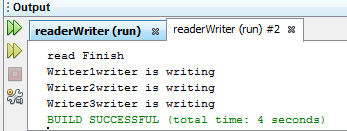 Output
readerWriter (run)
readerWriter (run) #2
read Finish
Writer1writer is writing
Writer2writer is writing
Writer3writer is writing
BUILD SUCCESSFUL (total time: 4 seconds)